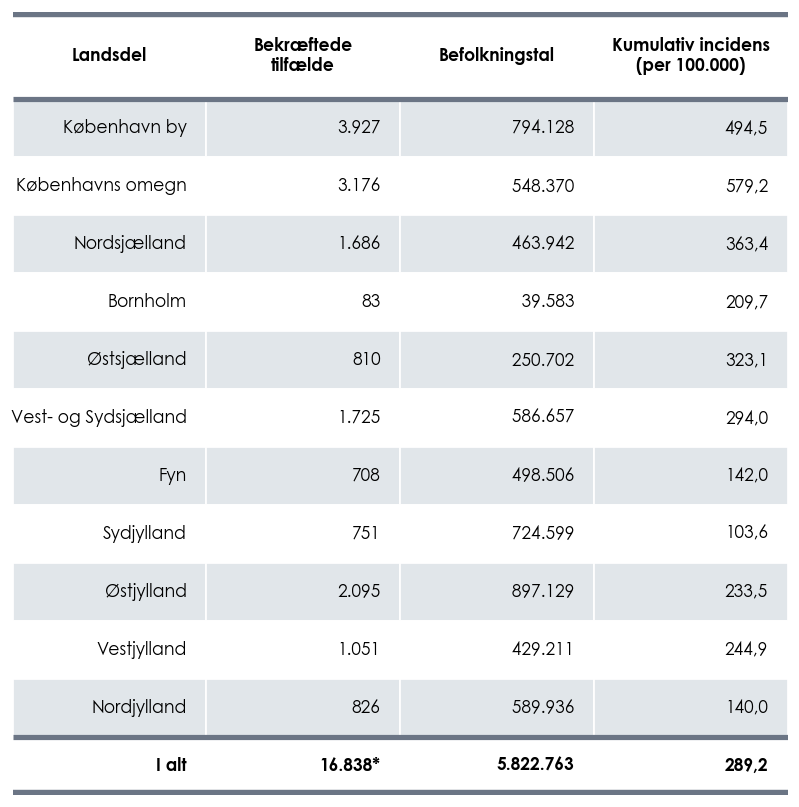 Landsdel Bekræftede tilfælde Befolkningstal Kumulativ incidens (per 100.000)
København by 3.927 794.128 494,5
Københavns omegn 3.176 548.370 579,2
Nordsjælland 1.686 463.942 363,4
Bornholm 83 39.583 209,7
Østsjælland 810 250.702 323,1
Vest- og Sydsjælland 1.725 586.657 294,0
Fyn 708 498.506 142,0
Sydjylland 751 724.599 103,6
Østjylland 2.095 897.129 233,5
Vestjylland 1.051 429.211 244,9
Nordjylland 826 589.936 140,0
I alt 16.838* 5.822.763 289,2